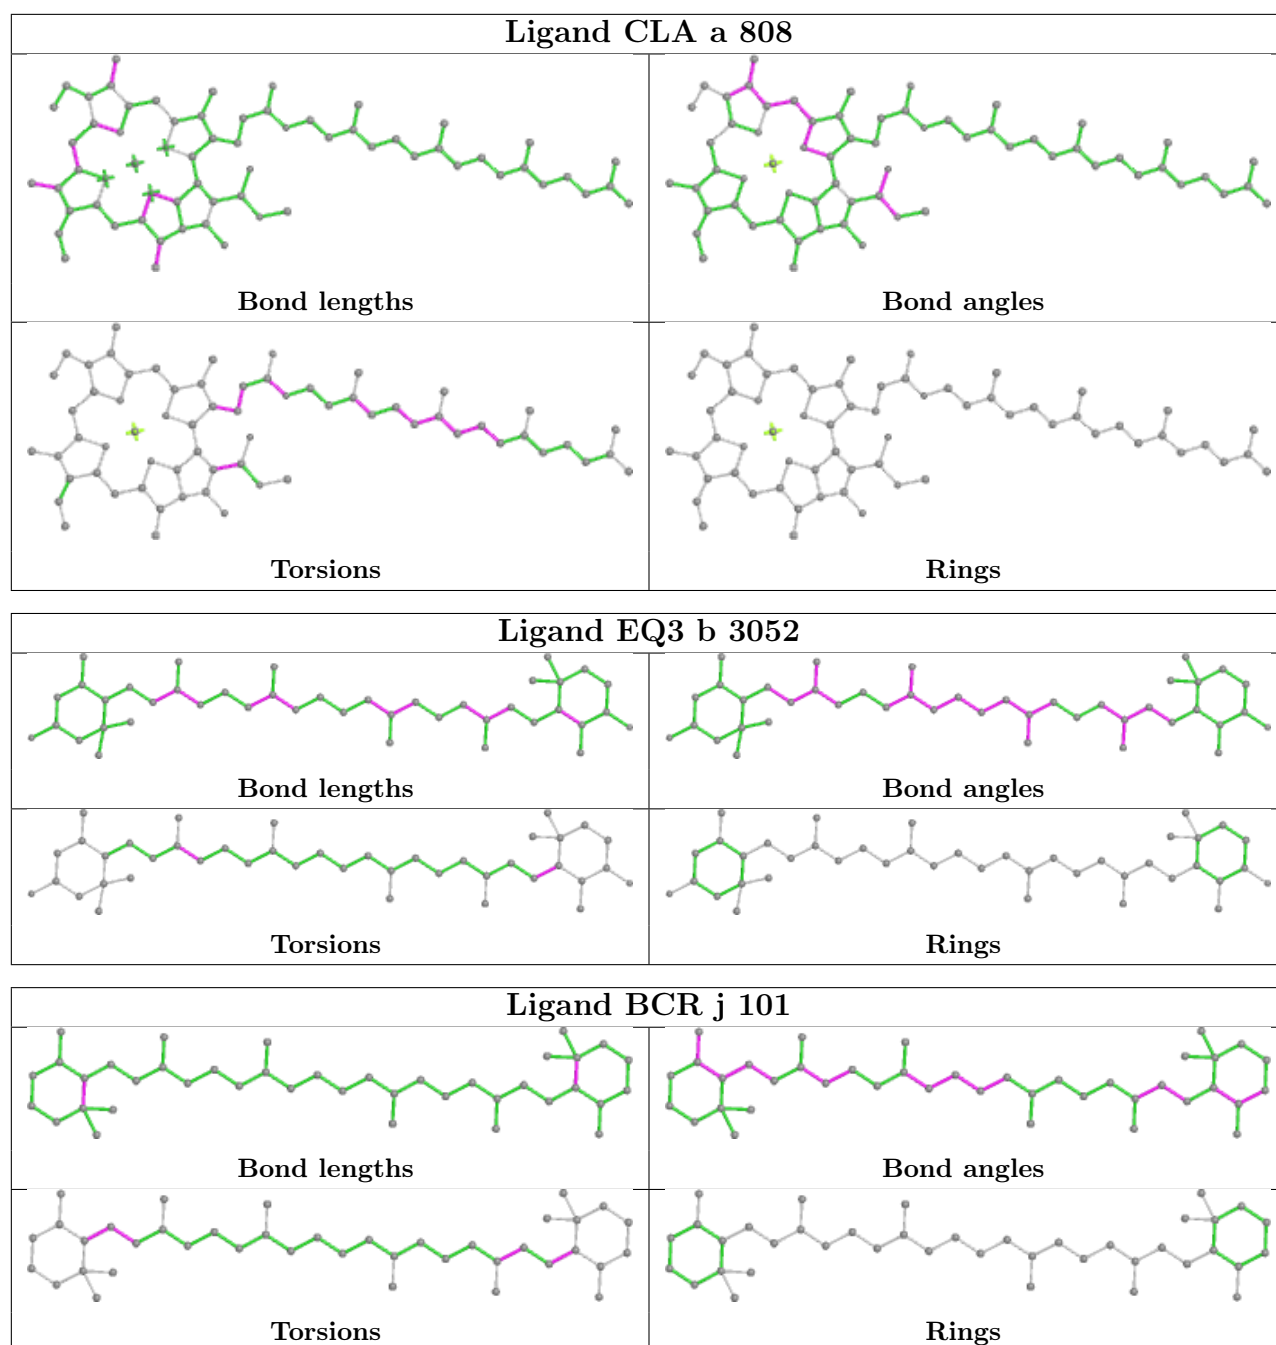 Ligand CLA a 808
Bond lengths
Bond angles
Torsions
Rings
Ligand EQ3 b 3052
Bond lengths
Bond angles
Torsions
Rings
Ligand BCR j 101
Bond lengths
Bond angles
Torsions
Rings